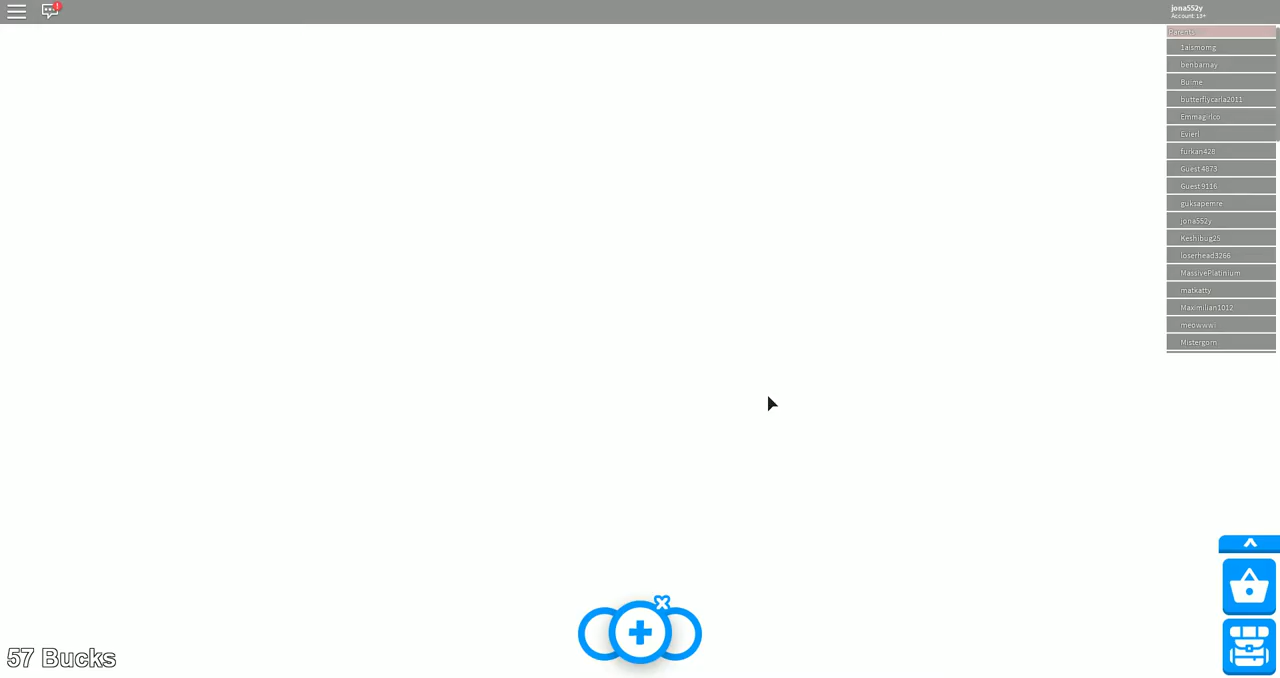 jona552y
Account: 13+
Parents
1aismomg
benbarnay
Buime
butterflycarla2011
Emmagirlco
Evierl
furkan428
Guest 4873
Guest 9116
guksapemre
jona552y
Keshibug25
loserhead3266
MassivePlatinium
matkatty
Maximilian1012
meowwwi
Mistergorn
57 Bucks